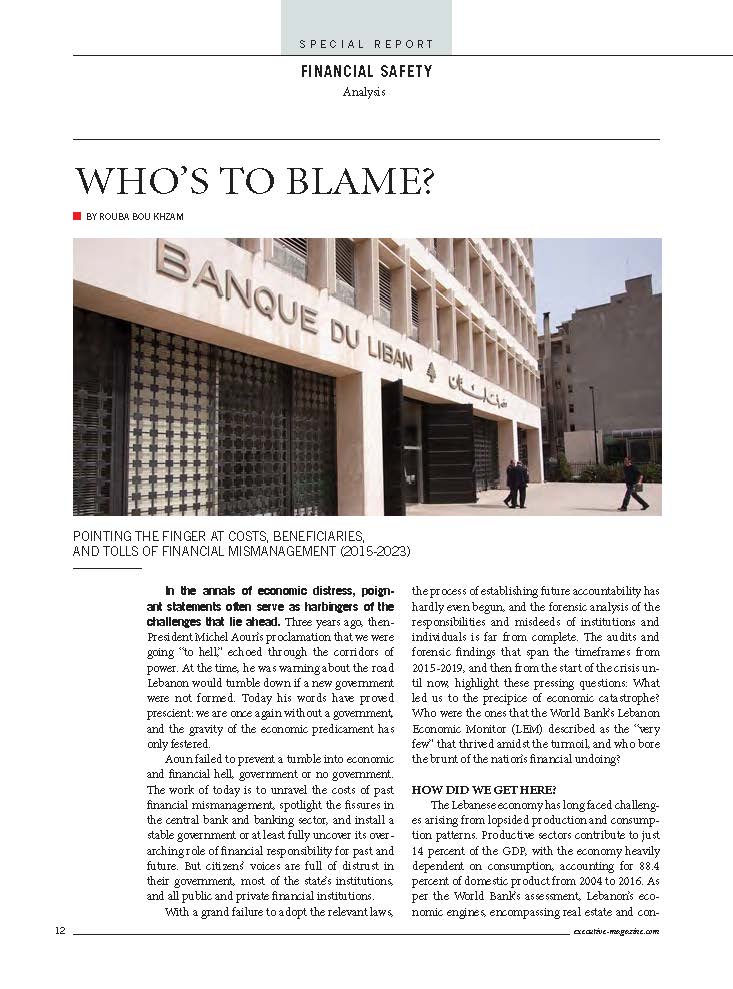 SPECIAL REPORT
FINANCIAL SAFETY
Analysis
WHO'S TO BLAME?
BY ROUBA BOU KHZAM
BANQUE DU LIBAN
مصرف لبنان
POINTING THE FINGER AT COSTS, BENEFICIARIES,
AND TOLLS OF FINANCIAL MISMANAGEMENT (2015-2023)
In the annals of economic distress, poign-
ant statements often serve as harbingers of the
challenges that lie ahead. Three years ago, then-
President Michel Aoun's proclamation that we were
going "to hell," echoed through the corridors of
power. At the time, he was warning about the road
Lebanon would tumble down if a new government
were not formed. Today his words have proved
prescient: we are once again without a government,
and the gravity of the economic predicament has
only festered.
Aoun failed to prevent a tumble into economic
and financial hell, government or no government.
The work of today is to unravel the costs of past
financial mismanagement, spotlight the fissures in
the central bank and banking sector, and install a
stable government or at least fully uncover its over-
arching role of financial responsibility for past and
future. But citizens' voices are full of distrust in
their government, most of the state's institutions,
and all public and private financial institutions.
With a grand failure to adopt the relevant laws,
the process of establishing future accountability has
hardly even begun, and the forensic analysis of the
responsibilities and misdeeds of institutions and
individuals is far from complete. The audits and
forensic findings that span the timeframes from
2015-2019, and then from the start of the crisis un-
til now, highlight these pressing questions: What
led us to the precipice of economic catastrophe?
Who were the ones that the World Bank's Lebanon
Economic Monitor (LEM) described as the "very
few" that thrived amidst the turmoil, and who bore
the brunt of the nation's financial undoing?
HOW DID WE GET HERE?
The Lebanese economy has long faced challeng-
es arising from lopsided production and consump-
tion patterns. Productive sectors contribute to just
14 percent of the GDP, with the economy heavily
dependent on consumption, accounting for 88.4
percent of domestic product from 2004 to 2016. As
per the World Bank's assessment, Lebanon's eco-
nomic engines, encompassing real estate and con-
12
executive-magazine.com